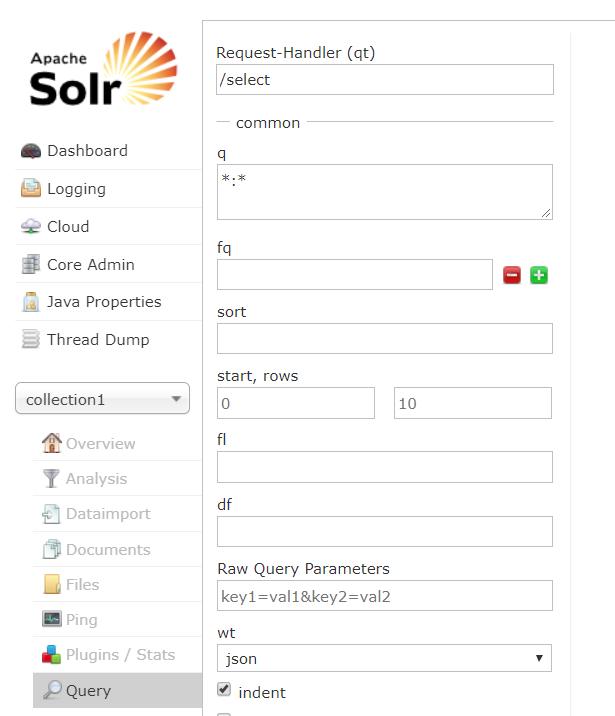 Apache
Solr
Dashboard
Logging
Cloud
Core Admin
Java Properties
Thread Dump
collection1
Overview
Analysis
Dataimport
Documents
Files
Ping
Plugins / Stats
Query
Request-Handler (qt)
/select
common
q
*:*
fq
sort
start, rows
0
10
fl
df
Raw Query Parameters
key1=val1&key2=val2
wt
json
indent